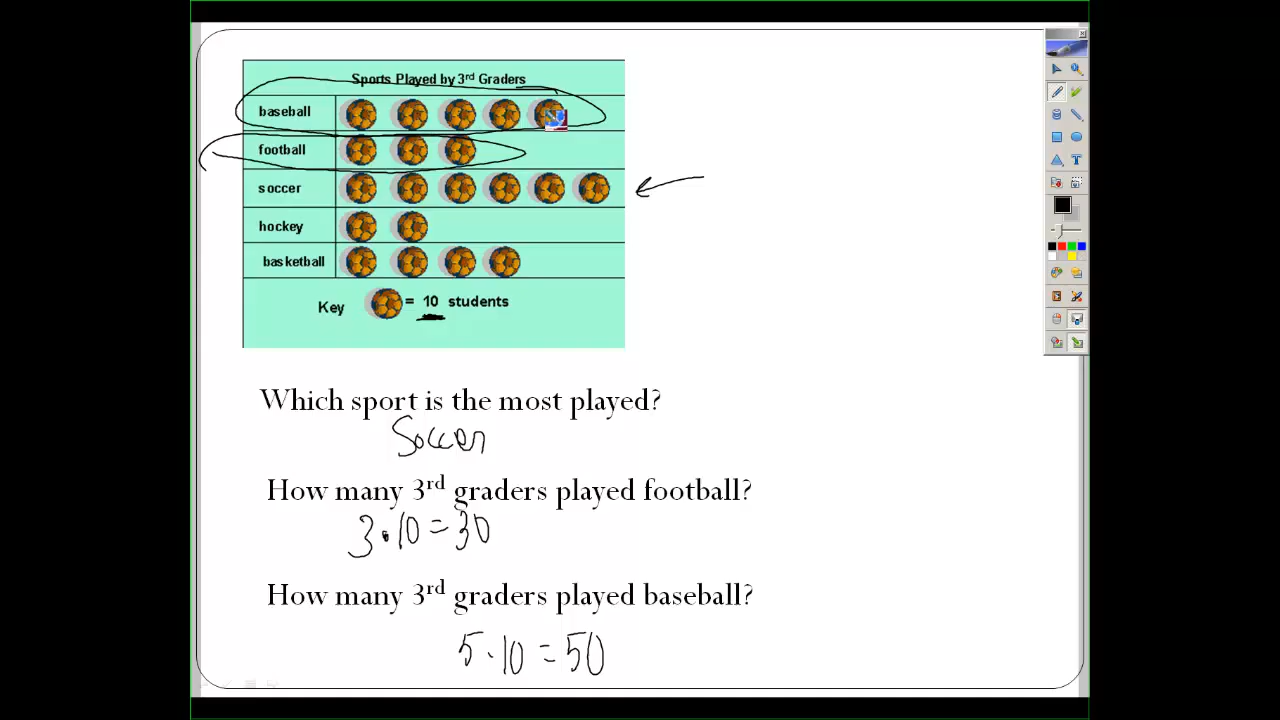 Sports Played by 3rd Graders
baseball
football
soccer
hockey
basketball
Key = 10 students
Which sport is the most played?
Soccer
How many 3rd graders played football?
3·10=30
How many 3rd graders played baseball?
5·10=50